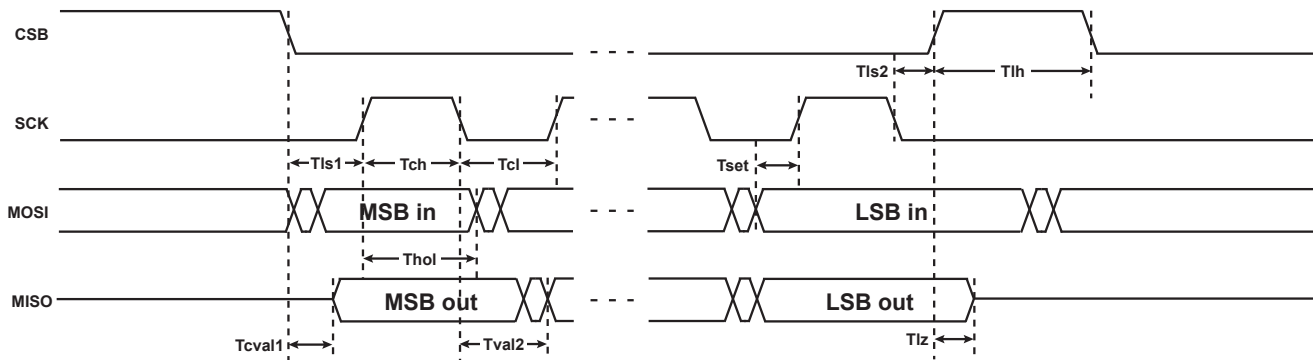 CSB
Tls2
Tlh
SCK
Tls1
Tch
Tcl
Tset
MOSI
MSB in
LSB in
Thol
MISO
MSB out
LSB out
Tcval1
Tval2
Tlz